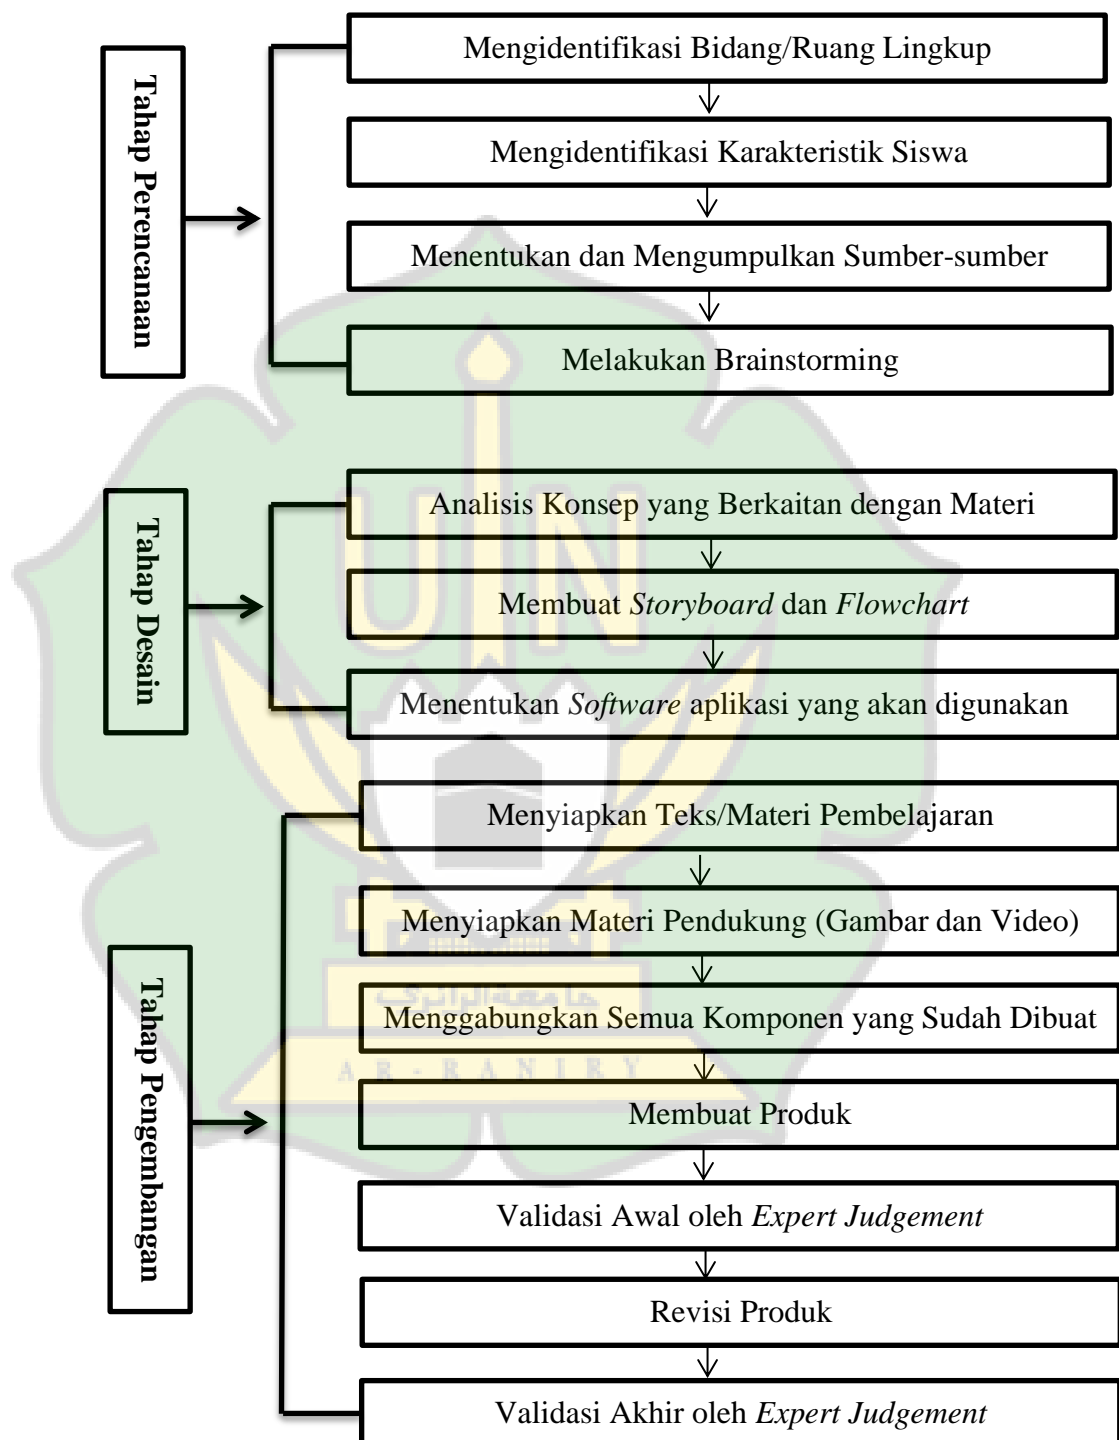 Tahap Perencanaan
Mengidentifikasi Bidang/Ruang Lingkup
Mengidentifikasi Karakteristik Siswa
Menentukan dan Mengumpulkan Sumber-sumber
Melakukan Brainstorming
Tahap Desain
Analisis Konsep yang Berkaitan dengan Materi
Membuat Storyboard dan Flowchart
Menentukan Software aplikasi yang akan digunakan
Tahap Pengembangan
Menyiapkan Teks/Materi Pembelajaran
Menyiapkan Materi Pendukung (Gambar dan Video)
Menggabungkan Semua Komponen yang Sudah Dibuat
Membuat Produk
Validasi Awal oleh Expert Judgement
Revisi Produk
Validasi Akhir oleh Expert Judgement
UIN
جامعة الرانري
AR-RANIRY